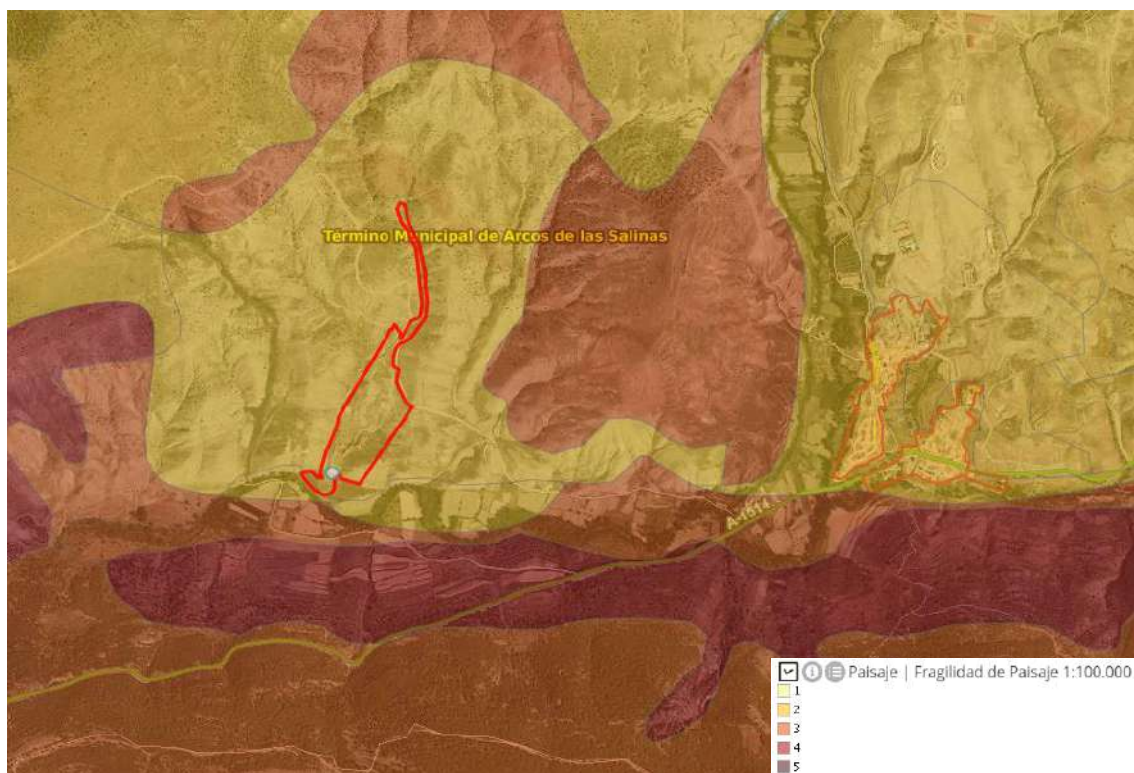 Término Municipal de Arcos de las Salinas
A-1514
Paisaje | Fragilidad de Paisaje 1:100.000
1
2
3
4
5